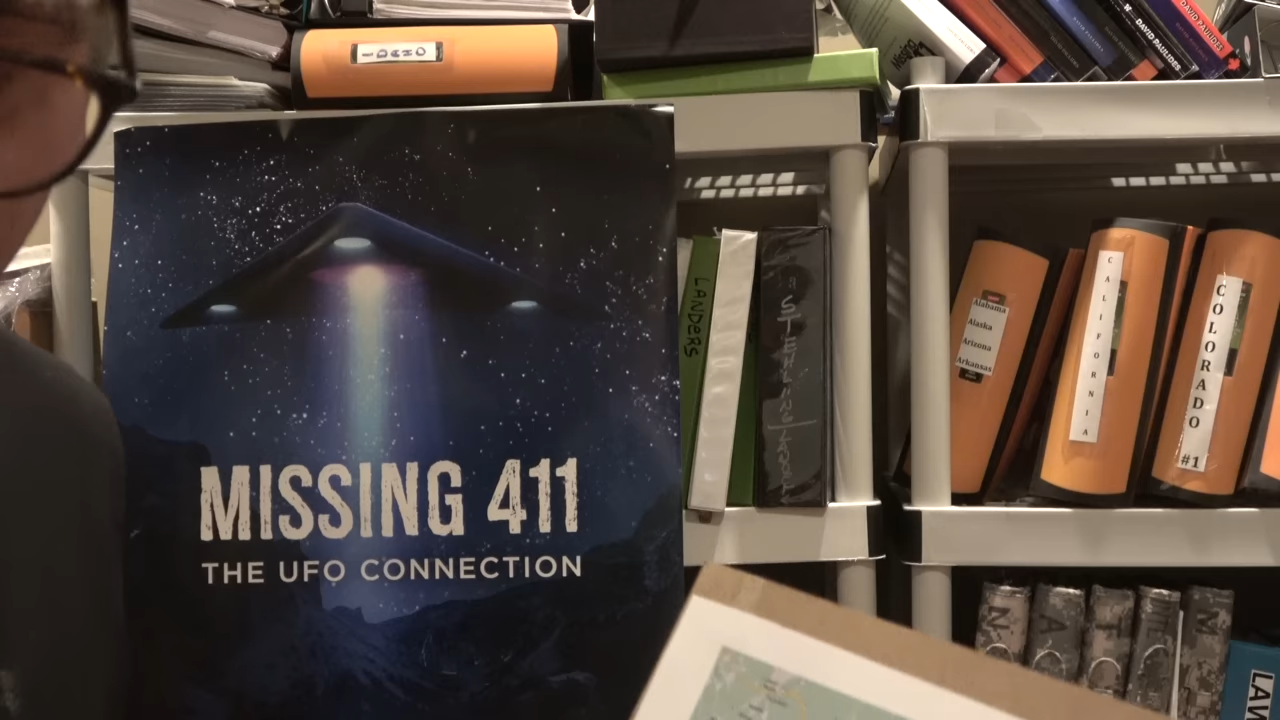 IDAHO
DAVID PAULIDES
DAVID PAULIDES
MISSING 411
THE UFO CONNECTION
LANDERS
Alabama
Alaska
Arizona
Arkansas
CALIFORNIA
COLORADO
#1
N
A
C
T
M